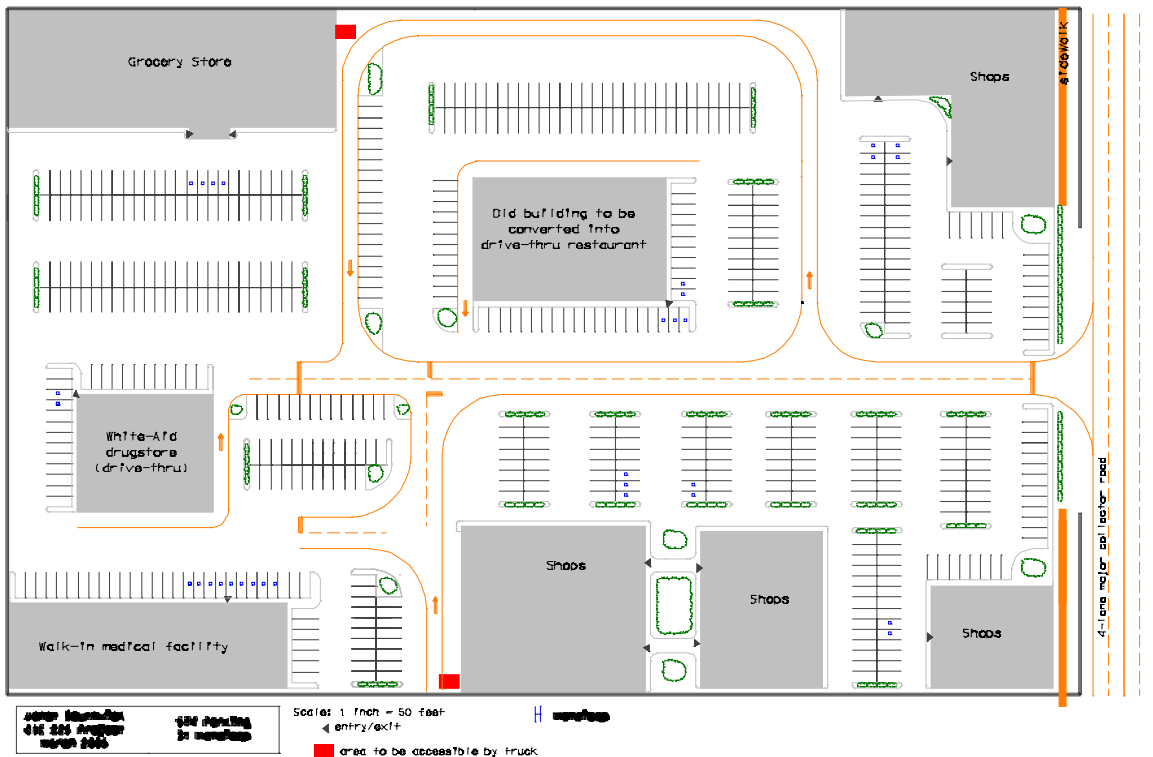 Grocery Store
Shops
sidewalk
Old building to be
converted into
drive-thru restaurant
White-Aid
drugstore
(drive-thru)
Shops
Shops
Shops
Walk-in medical facility
4-lane major collector road
Scale: 1 inch = 50 feet
entry/exit
area to be accessible by truck